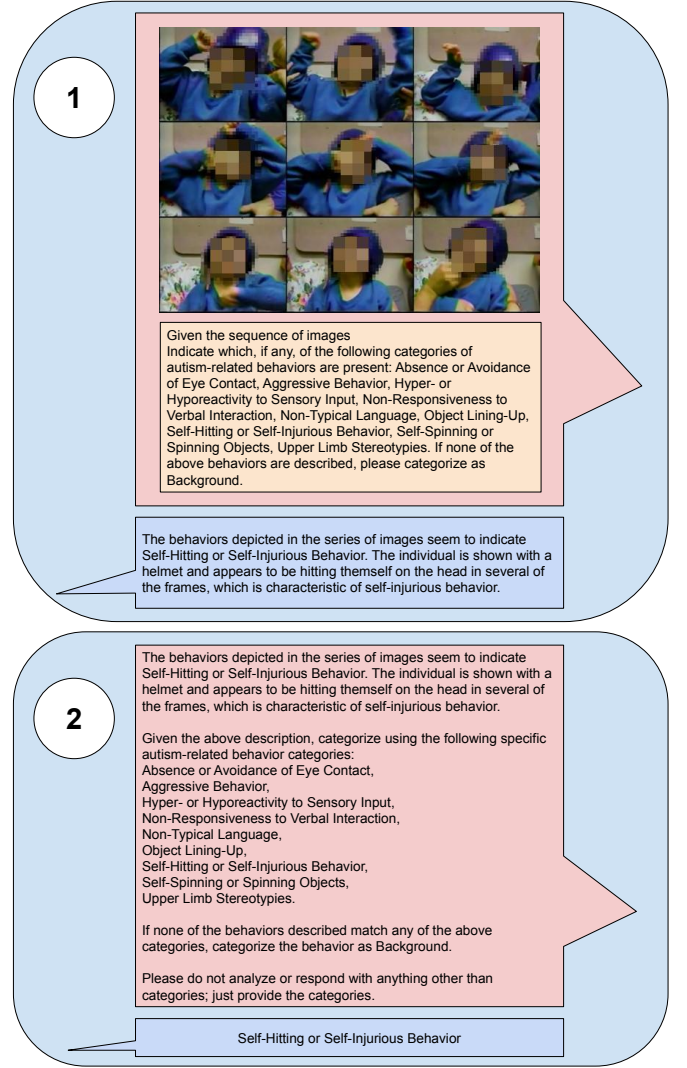 1
Given the sequence of images
Indicate which, if any, of the following categories of
autism-related behaviors are present: Absence or Avoidance
of Eye Contact, Aggressive Behavior, Hyper- or
Hyporeactivity to Sensory Input, Non-Responsiveness to
Verbal Interaction, Non-Typical Language, Object Lining-Up,
Self-Hitting or Self-Injurious Behavior, Self-Spinning or
Spinning Objects, Upper Limb Stereotypies. If none of the
above behaviors are described, please categorize as
Background.
The behaviors depicted in the series of images seem to indicate
Self-Hitting or Self-Injurious Behavior. The individual is shown with a
helmet and appears to be hitting themself on the head in several of
the frames, which is characteristic of self-injurious behavior.
2
The behaviors depicted in the series of images seem to indicate
Self-Hitting or Self-Injurious Behavior. The individual is shown with a
helmet and appears to be hitting themself on the head in several of
the frames, which is characteristic of self-injurious behavior.
Given the above description, categorize using the following specific
autism-related behavior categories:
Absence or Avoidance of Eye Contact,
Aggressive Behavior,
Hyper- or Hyporeactivity to Sensory Input,
Non-Responsiveness to Verbal Interaction,
Non-Typical Language,
Object Lining-Up,
Self-Hitting or Self-Injurious Behavior,
Self-Spinning or Spinning Objects,
Upper Limb Stereotypies.
If none of the behaviors described match any of the above
categories, categorize the behavior as Background.
Please do not analyze or respond with anything other than
categories; just provide the categories.
Self-Hitting or Self-Injurious Behavior